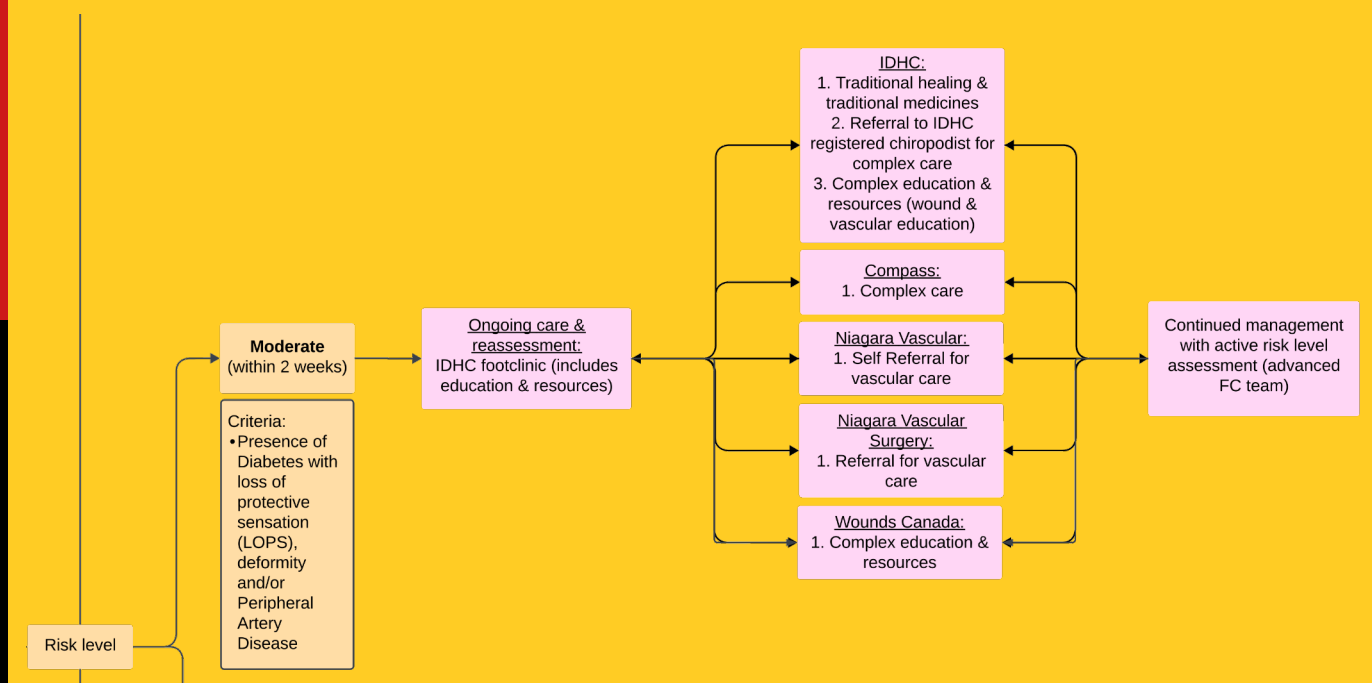 IDHC:
1. Traditional healing &
traditional medicines
2. Referral to IDHC
registered chiropodist for
complex care
3. Complex education &
resources (wound &
vascular education)
Compass:
1. Complex care
Niagara Vascular:
1. Self Referral for
vascular care
Niagara Vascular
Surgery:
1. Referral for vascular
care
Wounds Canada:
1. Complex education &
resources
Ongoing care &
reassessment:
IDHC footclinic (includes
education & resources)
Continued management
with active risk level
assessment (advanced
FC team)
Moderate
(within 2 weeks)
Criteria:
•Presence of
Diabetes with
loss of
protective
sensation
(LOPS),
deformity
and/or
Peripheral
Artery
Disease
Risk level